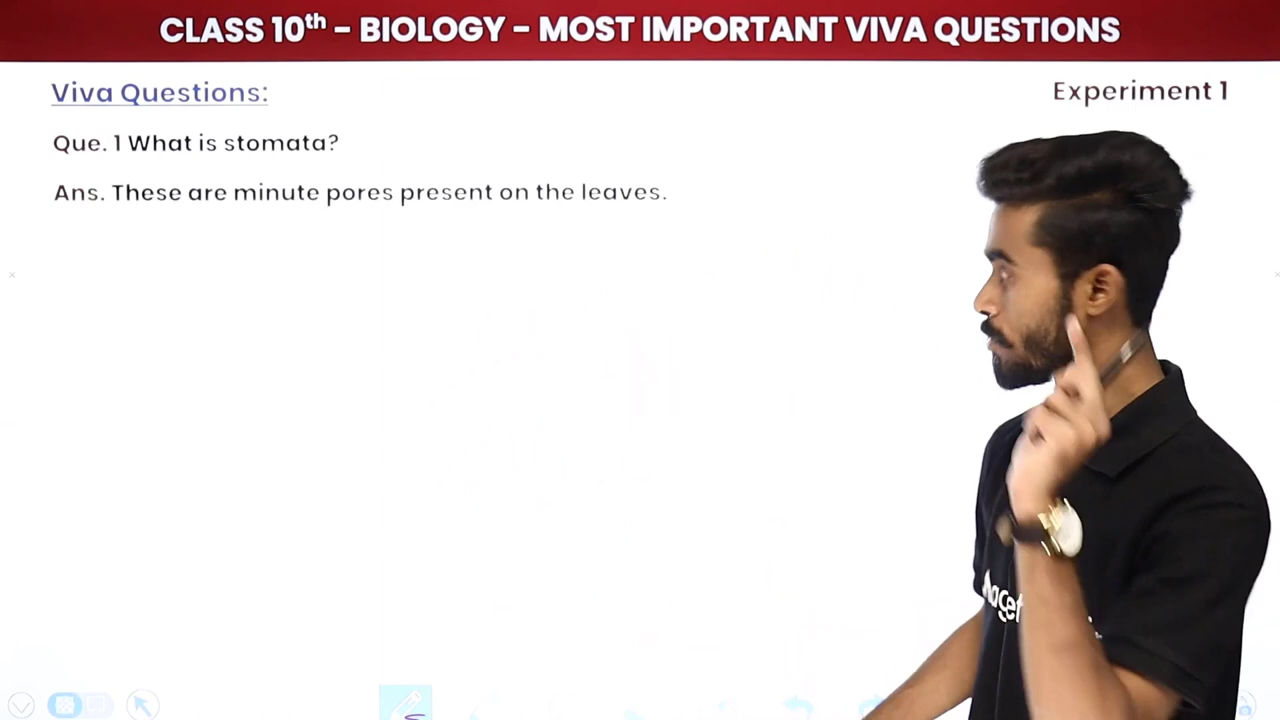 CLASS 10th – BIOLOGY – MOST IMPORTANT VIVA QUESTIONS
Viva Questions:
Experiment 1
Que. 1 What is stomata?
Ans. These are minute pores present on the leaves.